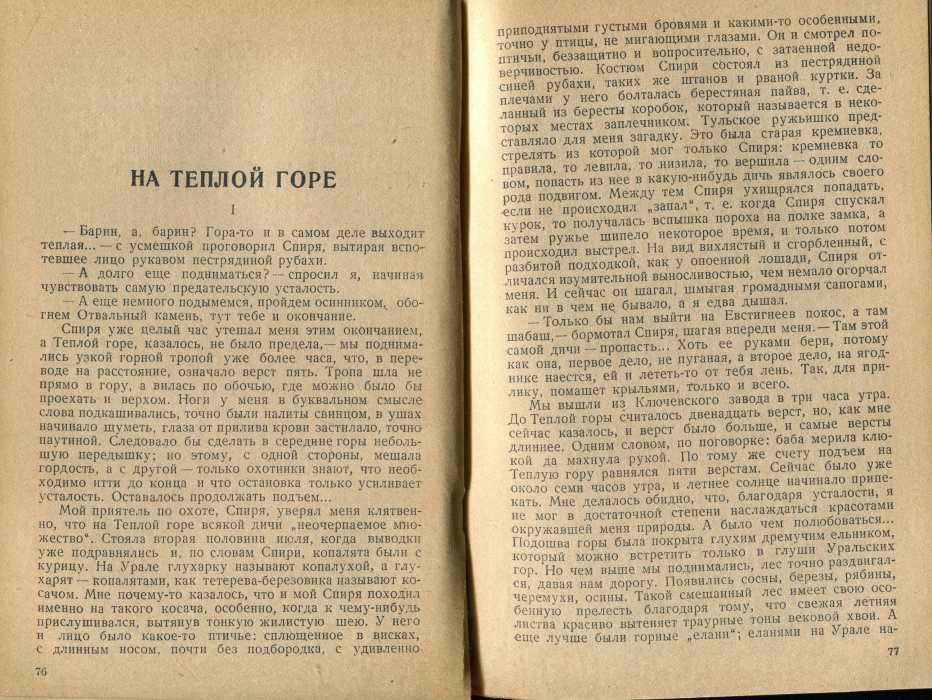 НА ТЕПЛОЙ ГОРЕ
I
— Барин, а, барин? Гора-то и в самом деле выходит
теплая...— с усмешкой проговорил Спиря, вытирая вспо-
тевшее лицо рукавом пестрядинной рубахи.
— А долго еще подниматься? — спросил я, начиная
чувствовать самую предательскую усталость.
— А еще немного подымемся, пройдем осинником, обо-
гнем Отвальный камень, тут тебе и окончание.
Спиря уже целый час утешал меня этим окончанием,
а Теплой горе, казалось, не было предела,— мы поднима-
лись узкой горной тропой уже более часа, что, в пере-
воде на расстояние, означало верст пять. Тропа шла не
прямо в гору, а вилась по обочью, где можно было бы
проехать и верхом. Ноги у меня в буквальном смысле
слова подкашивались, точно были налиты свинцом, в ушах
начинало шуметь, глаза от прилива крови застилало, точно
паутиной. Следовало бы сделать в середине горы неболь-
шую передышку; но этому, с одной стороны, мешала
гордость, а с другой — только охотники знают, что необ-
ходимо итти до конца и что остановка только усиливает
усталость. Оставалось продолжать подъем...
Мой приятель по охоте, Спиря, уверял меня клятвен-
но, что на Теплой горе всякой дичи „неочерпаемое мно-
жество“. Стояла вторая половина июля, когда выводки
уже подравнялись и, по словам Спири, копалята были с
курицу. На Урале глухарку называют копалухой, а глу-
харят — копалятами, как тетерева-березовика называют ко-
сачом. Мне почему-то казалось, что и мой Спиря походил
именно на такого косача, особенно, когда к чему-нибудь
прислушивался, вытянув тонкую жилистую шею. У него
и лицо было какое-то птичье: сплющенное в висках,
с длинным носом, почти без подбородка, с удивленно
76
приподнятыми густыми бровями и какими-то особенными,
точно у птицы, не мигающими глазами. Он и смотрел по-
птичьи, беззащитно и вопросительно, с затаенной недо-
верчивостью. Костюм Спири состоял из пестрядиной
синей рубахи, таких же штанов и рваной куртки. За
плечами у него болталась берестяная пайва, т. е. сде-
ланный из бересты коробок, который называется в неко-
торых местах заплечником. Тульское ружьишко пред-
ставляло для меня загадку. Это была старая кремневка,
стрелять из которой мог только Спиря: кремневка то
правила, то левила, то низила, то вершила — одним сло-
вом, попасть из нее в какую-нибудь дичь являлось своего
рода подвигом. Между тем Спиря ухищрялся попадать,
если не происходил „запал“, т. е. когда Спиря спускал
курок, то получалась вспышка пороха на полке замка, а
затем ружье шипело некоторое время, и только потом
происходил выстрел. На вид вихлястый и сгорбленный, с
разбитой подходкой, как у опоенной лошади, Спиря от-
личался изумительной выносливостью, чем немало огорчал
меня. И сейчас он шагал, шмыгая громадными сапогами,
как ни в чем не бывало, а я едва дышал.
— Только бы нам выйти на Евстигнеев покос, а там
шабаш,— бормотал Спиря, шагая впереди меня.— Там этой
самой дичи — пропасть... Хоть ее руками бери, потому
как она, первое дело, не пуганая, а второе дело, на ягод-
нике наестся, ей и лететь-то от тебя лень. Так, для при-
лику, помашет крыльями, только и всего.
Мы вышли из Ключевского завода в три часа утра.
До Теплой горы считалось двенадцать верст, но, как мне
сейчас казалось, и верст было больше, и самые версты
длиннее. Одним словом, по поговорке: баба мерила клю-
кой да махнула рукой. По тому же счету подъем на
Теплую гору равнялся пяти верстам. Сейчас было уже
около семи часов утра, и летнее солнце начинало припе-
кать. Мне делалось обидно, что, благодаря усталости, я
не мог в достаточной степени наслаждаться красотами
окружавшей меня природы. А было чем полюбоваться...
Подошва горы была покрыта глухим дремучим ельником,
который можно встретить только в глуши Уральских
гор. Но чем выше мы поднимались, лес точно раздвигал-
ся, давая нам дорогу. Появились сосны, березы, рябины,
черемухи, осины. Такой смешанный лес имеет свою осо-
бенную прелесть благодаря тому, что свежая летняя
листва красиво вытеняет траурные тоны вековой хвои. А
еще лучше были горные „елани“; еланями на Урале на-
77